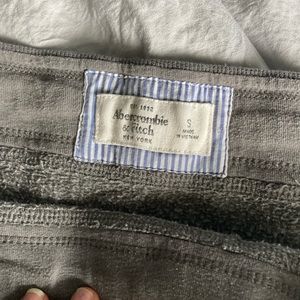 EST. 1892
Abercrombie
& Fitch
NEW YORK
S
MADE
IN VIETNAM